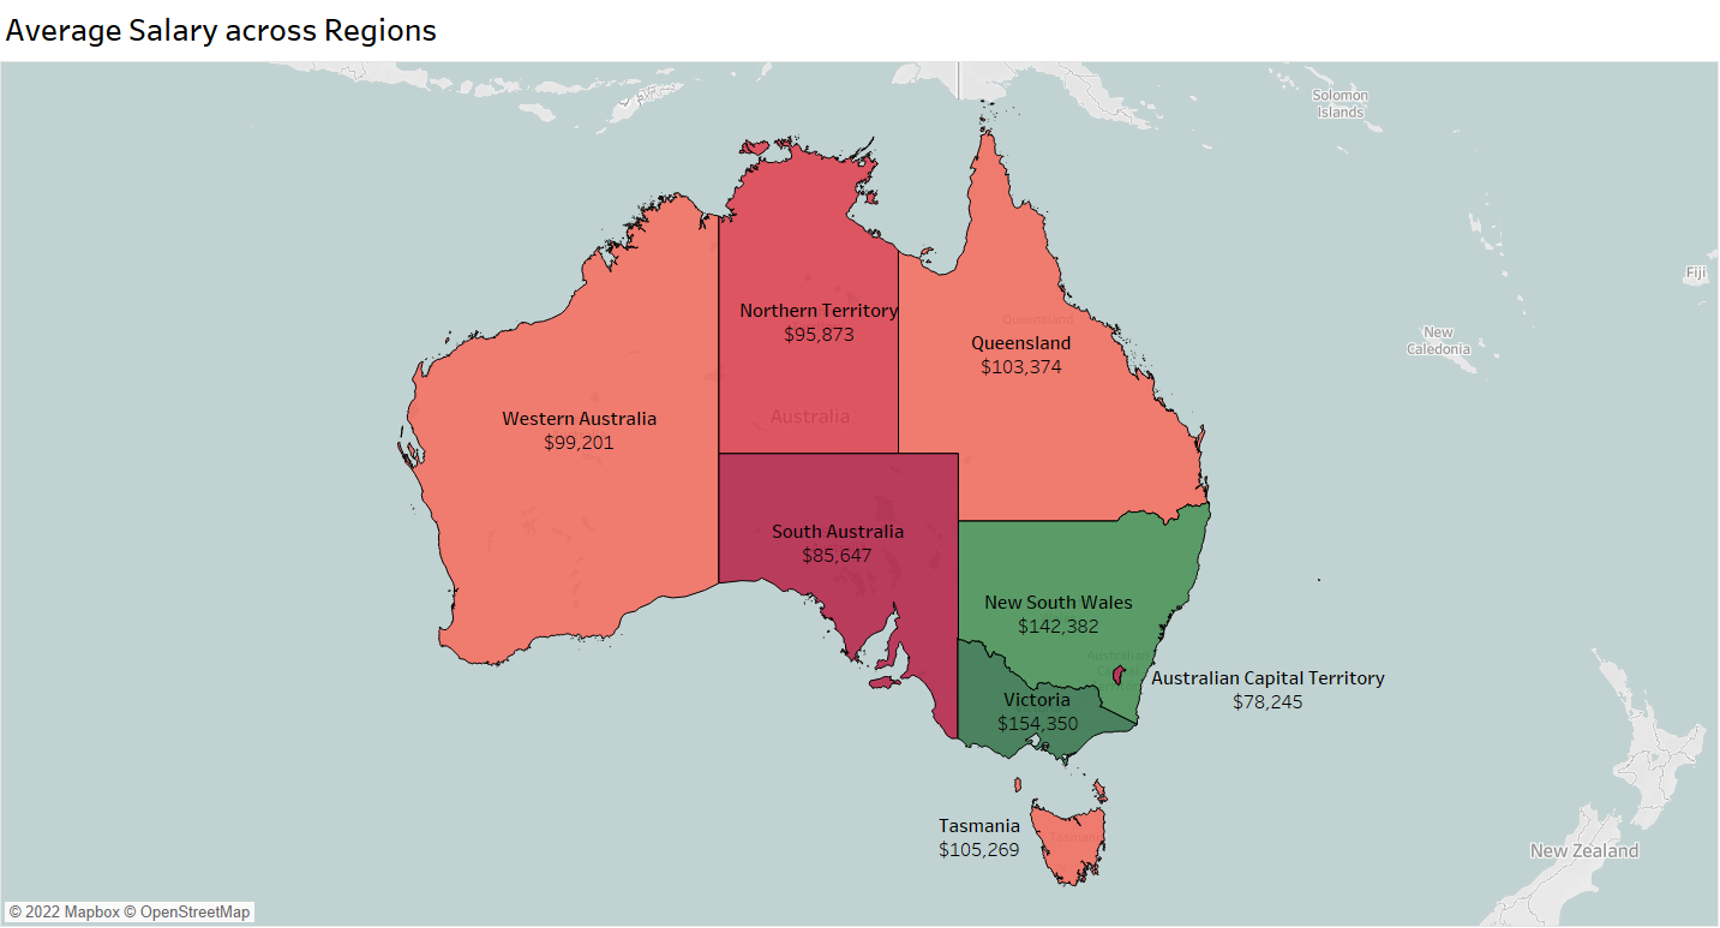 Average Salary across Regions
Solomon
Islands
Fiji
New
Caledonia
Northern Territory
$95,873
Queensland
Queensland
$103,374
Australia
Western Australia
$99,201
South Australia
$85,647
New South Wales
$142,382
Australian
Australian Capital Territory
$78,245
Victoria
$154,350
Tasmania
$105,269
New Zealand
© 2022 Mapbox © OpenStreetMap